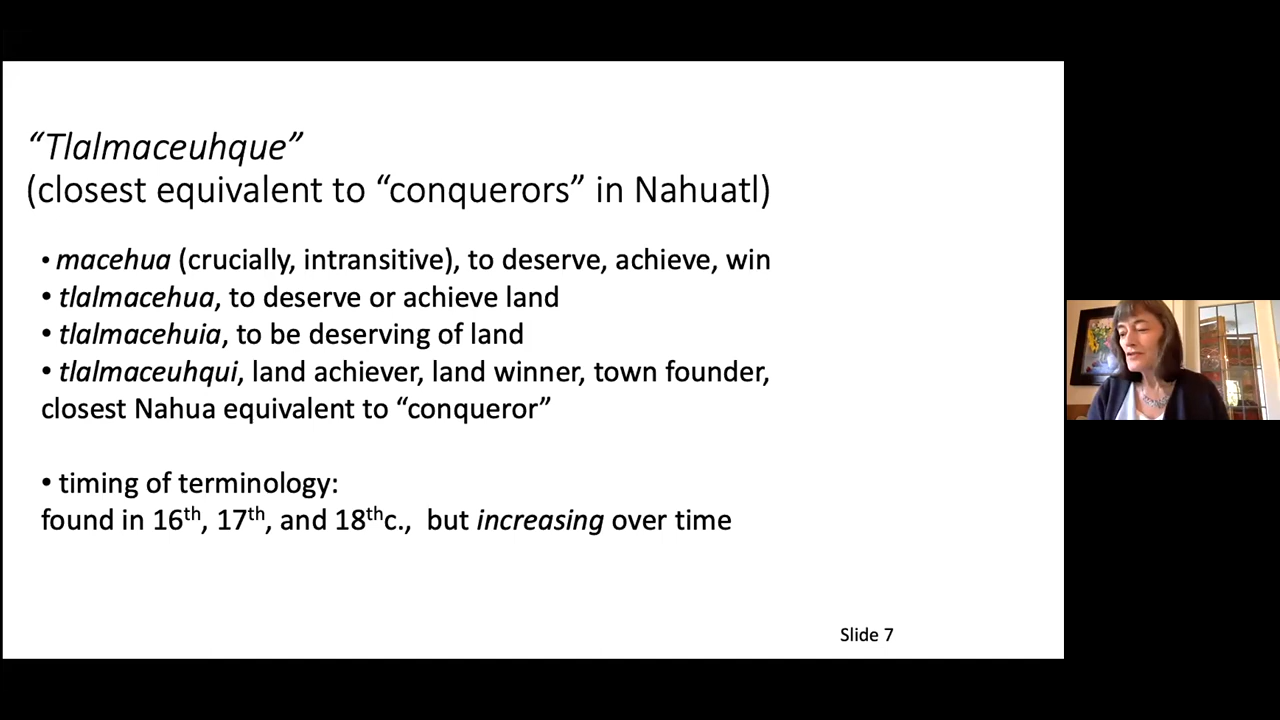 “Tlalmaceuhque”
(closest equivalent to “conquerors” in Nahuatl)
• macehua (crucially, intransitive), to deserve, achieve, win
• tlalmacehua, to deserve or achieve land
• tlalmacehuia, to be deserving of land
• tlalmaceuhqui, land achiever, land winner, town founder,
closest Nahua equivalent to “conqueror”
• timing of terminology:
found in 16th, 17th, and 18thc., but increasing over time
Slide 7